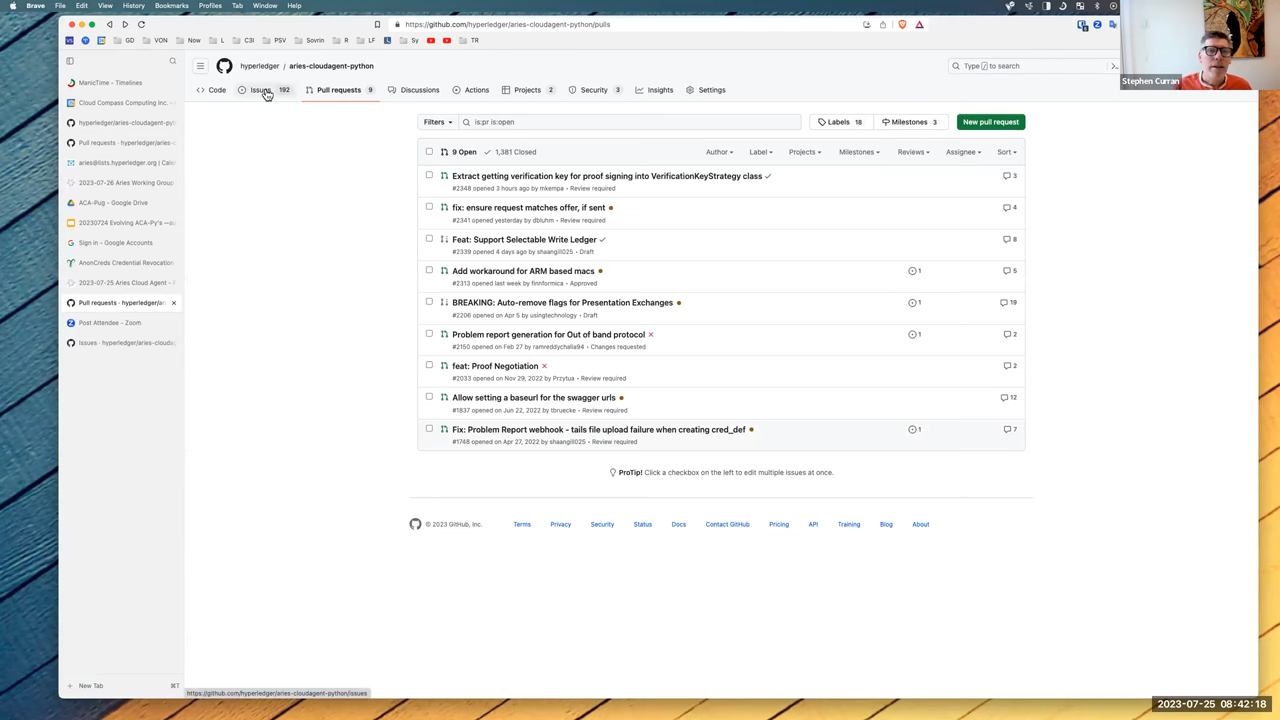 Brave File Edit View History Bookmarks Profiles Tab Window Help
https://github.com/hyperledger/aries-cloudagent-python/pulls
GD VON Now L C3I PSV Sovrin R LF Sy TR
ManicTime – Timelines
Cloud Compass Computing Inc. –
hyperledger/aries-cloudagent-pyth
Pull requests · hyperledger/aries-c
aries@lists.hyperledger.org | Cale
2023-07-26 Aries Working Group
ACA-Pug – Google Drive
20230724 Evolving ACA-Py's —ou
Sign in – Google Accounts
AnonCreds Credential Revocation
2023-07-25 Aries Cloud Agent – A
Pull requests · hyperledger/ari
Post Attendee – Zoom
Issues · hyperledger/aries-cloudag
New Tab ⌘T
hyperledger / aries-cloudagent-python
Type / to search
Code
Issues 192
Pull requests 9
Discussions
Actions
Projects 2
Security 3
Insights
Settings
Filters
is:pr is:open
Labels 18
Milestones 3
New pull request
9 Open 1,381 Closed
Author Label Projects Milestones Reviews Assignee Sort
Extract getting verification key for proof signing into VerificationKeyStrategy class 3
#2348 opened 3 hours ago by mkempa • Review required
fix: ensure request matches offer, if sent 4
#2341 opened yesterday by dbluhm • Review required
Feat: Support Selectable Write Ledger 8
#2339 opened 4 days ago by shaangill025 • Draft
Add workaround for ARM based macs 1 5
#2313 opened last week by finnformica • Approved
BREAKING: Auto-remove flags for Presentation Exchanges 1 19
#2206 opened on Apr 5 by usingtechnology • Draft
Problem report generation for Out of band protocol 1 2
#2150 opened on Feb 27 by ramreddychalla94 • Changes requested
feat: Proof Negotiation 2
#2033 opened on Nov 29, 2022 by Przytua • Review required
Allow setting a baseurl for the swagger urls 12
#1837 opened on Jun 22, 2022 by tbruecke • Review required
Fix: Problem Report webhook - tails file upload failure when creating cred_def 1 7
#1748 opened on Apr 27, 2022 by shaangill025 • Review required
ProTip! Click a checkbox on the left to edit multiple issues at once.
© 2023 GitHub, Inc. Terms Privacy Security Status Docs Contact GitHub Pricing API Training Blog About
https://github.com/hyperledger/aries-cloudagent-python/issues
Stephen Curran
2023-07-25 08:42:18